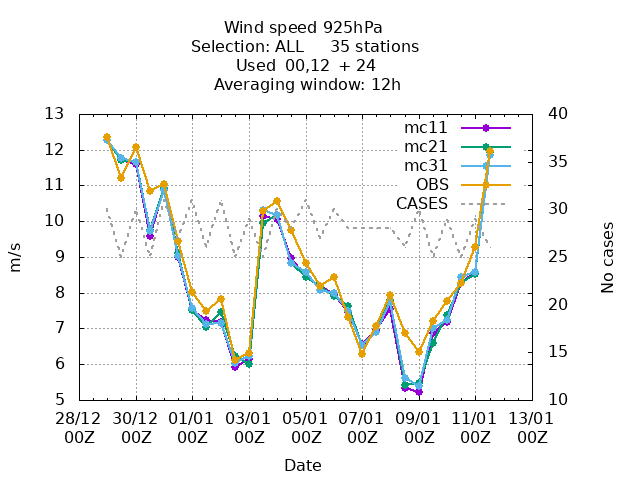 Wind speed 925hPa
Selection: ALL     35 stations
Used  00,12  + 24
Averaging window: 12h
13
12
11
10
9
8
7
6
5
m/s
40
35
30
25
20
15
10
No cases
mc11
mc21
mc31
OBS
CASES
28/12 30/12 01/01 03/01 05/01 07/01 09/01 11/01 13/01
00Z 00Z 00Z 00Z 00Z 00Z 00Z 00Z 00Z
Date